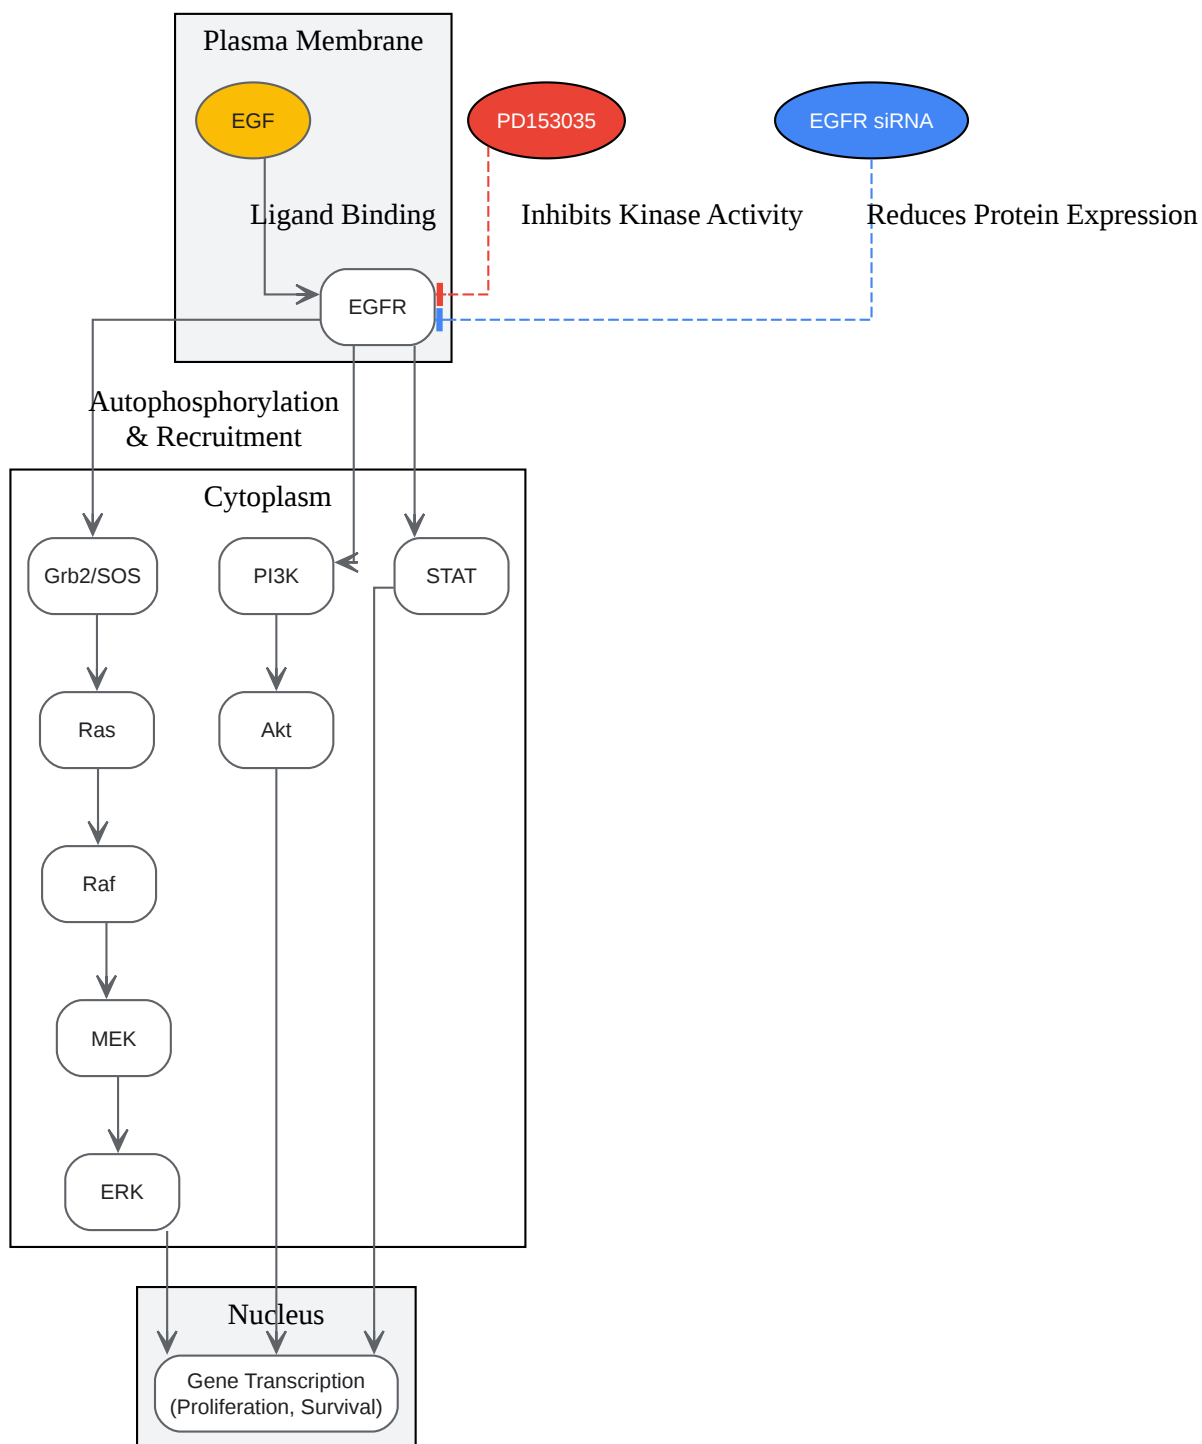 Plasma Membrane
EGF
PD153035
EGFR siRNA
Ligand Binding
Inhibits Kinase Activity
Reduces Protein Expression
EGFR
Autophosphorylation
& Recruitment
Cytoplasm
Grb2/SOS
PI3K
STAT
Ras
Akt
Raf
MEK
ERK
Nucleus
Gene Transcription
(Proliferation, Survival)